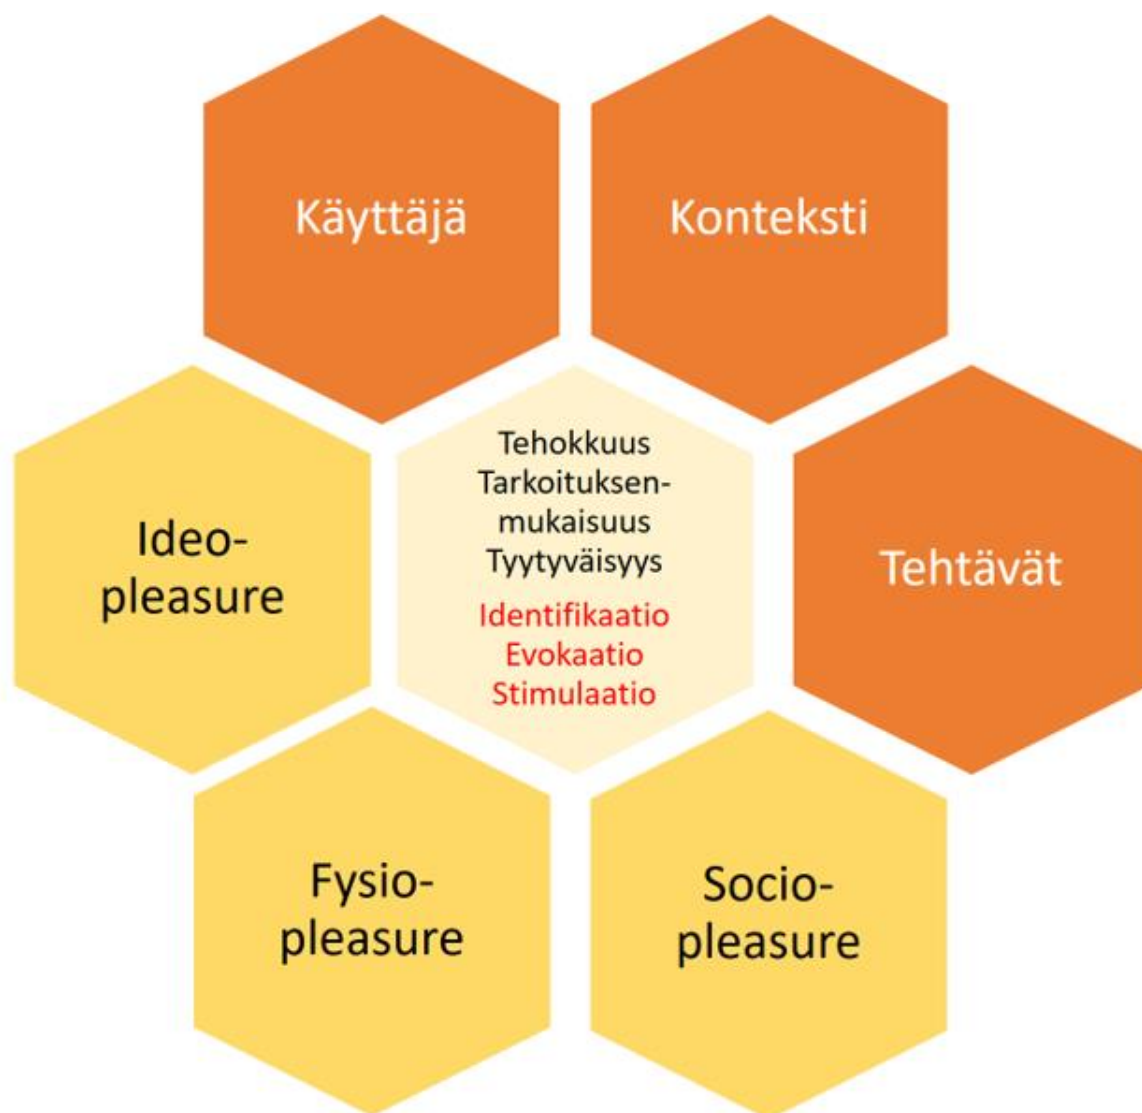 Käyttäjä
Konteksti
Tehokkuus
Tarkoituksen-
mukaisuus
Tyytyväisyys
Identifikaatio
Evokaatio
Stimulaatio
Ideo-
pleasure
Tehtävät
Fysio-
pleasure
Socio-
pleasure